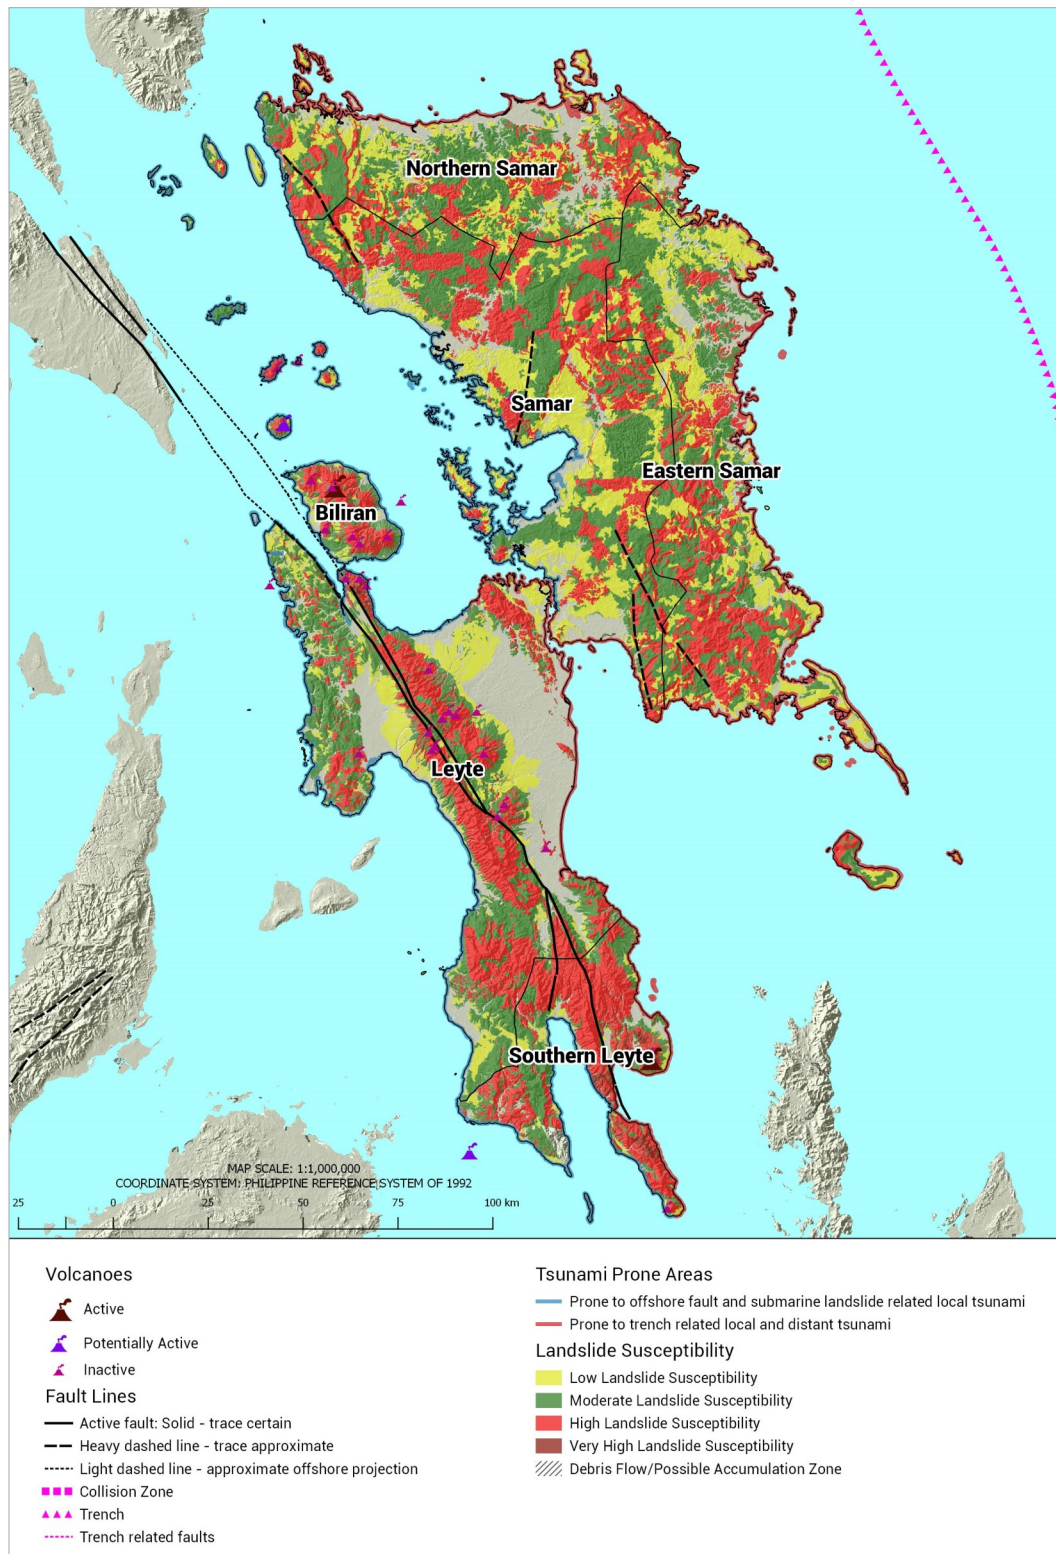 Northern Samar
Samar
Eastern Samar
Biliran
Leyte
Southern Leyte
MAP SCALE: 1:1,000,000
COORDINATE SYSTEM: PHILIPPINE REFERENCE SYSTEM OF 1992
25 0 25 50 75 100 km
Volcanoes
Active
Potentially Active
Inactive
Fault Lines
Active fault: Solid - trace certain
Heavy dashed line - trace approximate
Light dashed line - approximate offshore projection
Collision Zone
Trench
Trench related faults
Tsunami Prone Areas
Prone to offshore fault and submarine landslide related local tsunami
Prone to trench related local and distant tsunami
Landslide Susceptibility
Low Landslide Susceptibility
Moderate Landslide Susceptibility
High Landslide Susceptibility
Very High Landslide Susceptibility
Debris Flow/Possible Accumulation Zone